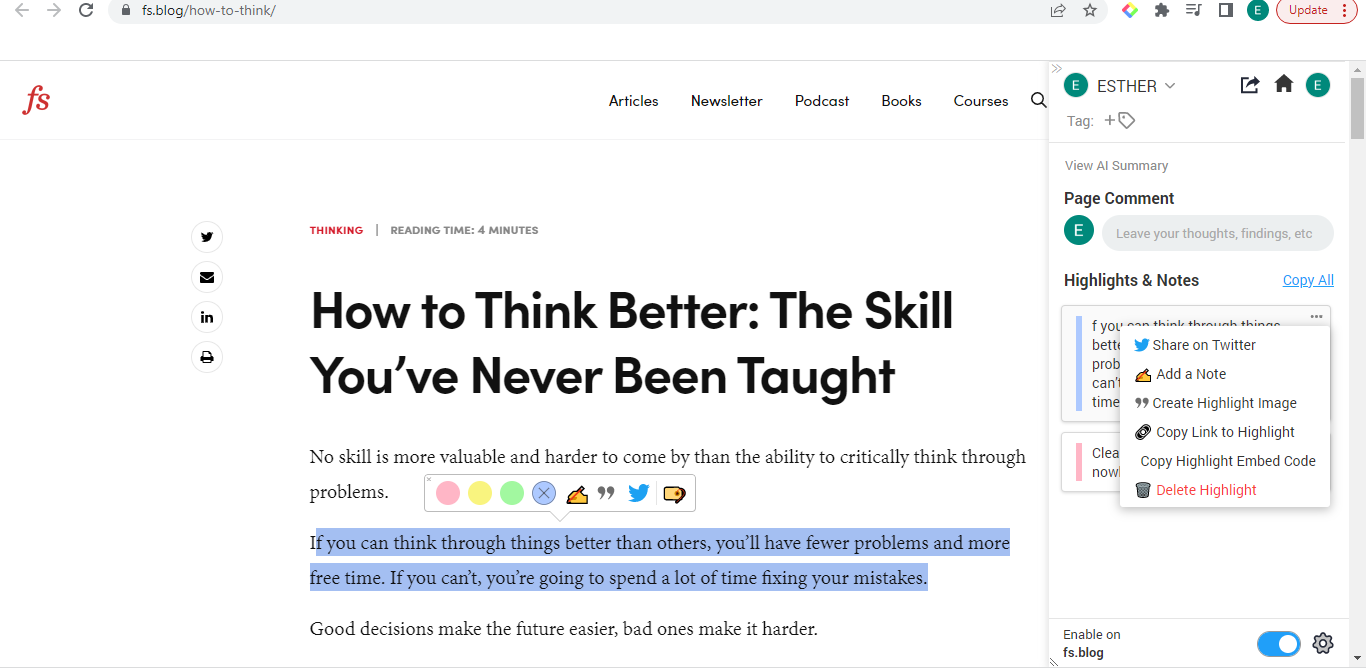 fs.blog/how-to-think/
E
Update
fs
Articles
Newsletter
Podcast
Books
Courses
THINKING | READING TIME: 4 MINUTES
How to Think Better: The Skill
You’ve Never Been Taught
No skill is more valuable and harder to come by than the ability to critically think through
problems.
If you can think through things better than others, you’ll have fewer problems and more
free time. If you can’t, you’re going to spend a lot of time fixing your mistakes.
Good decisions make the future easier, bad ones make it harder.
E ESTHER
E
Tag: +
View AI Summary
Page Comment
E Leave your thoughts, findings, etc
Highlights & Notes
Copy All
f you can think through things
bette
prob
can't
time
Clea
now
Share on Twitter
Add a Note
Create Highlight Image
Copy Link to Highlight
Copy Highlight Embed Code
Delete Highlight
Enable on
fs.blog